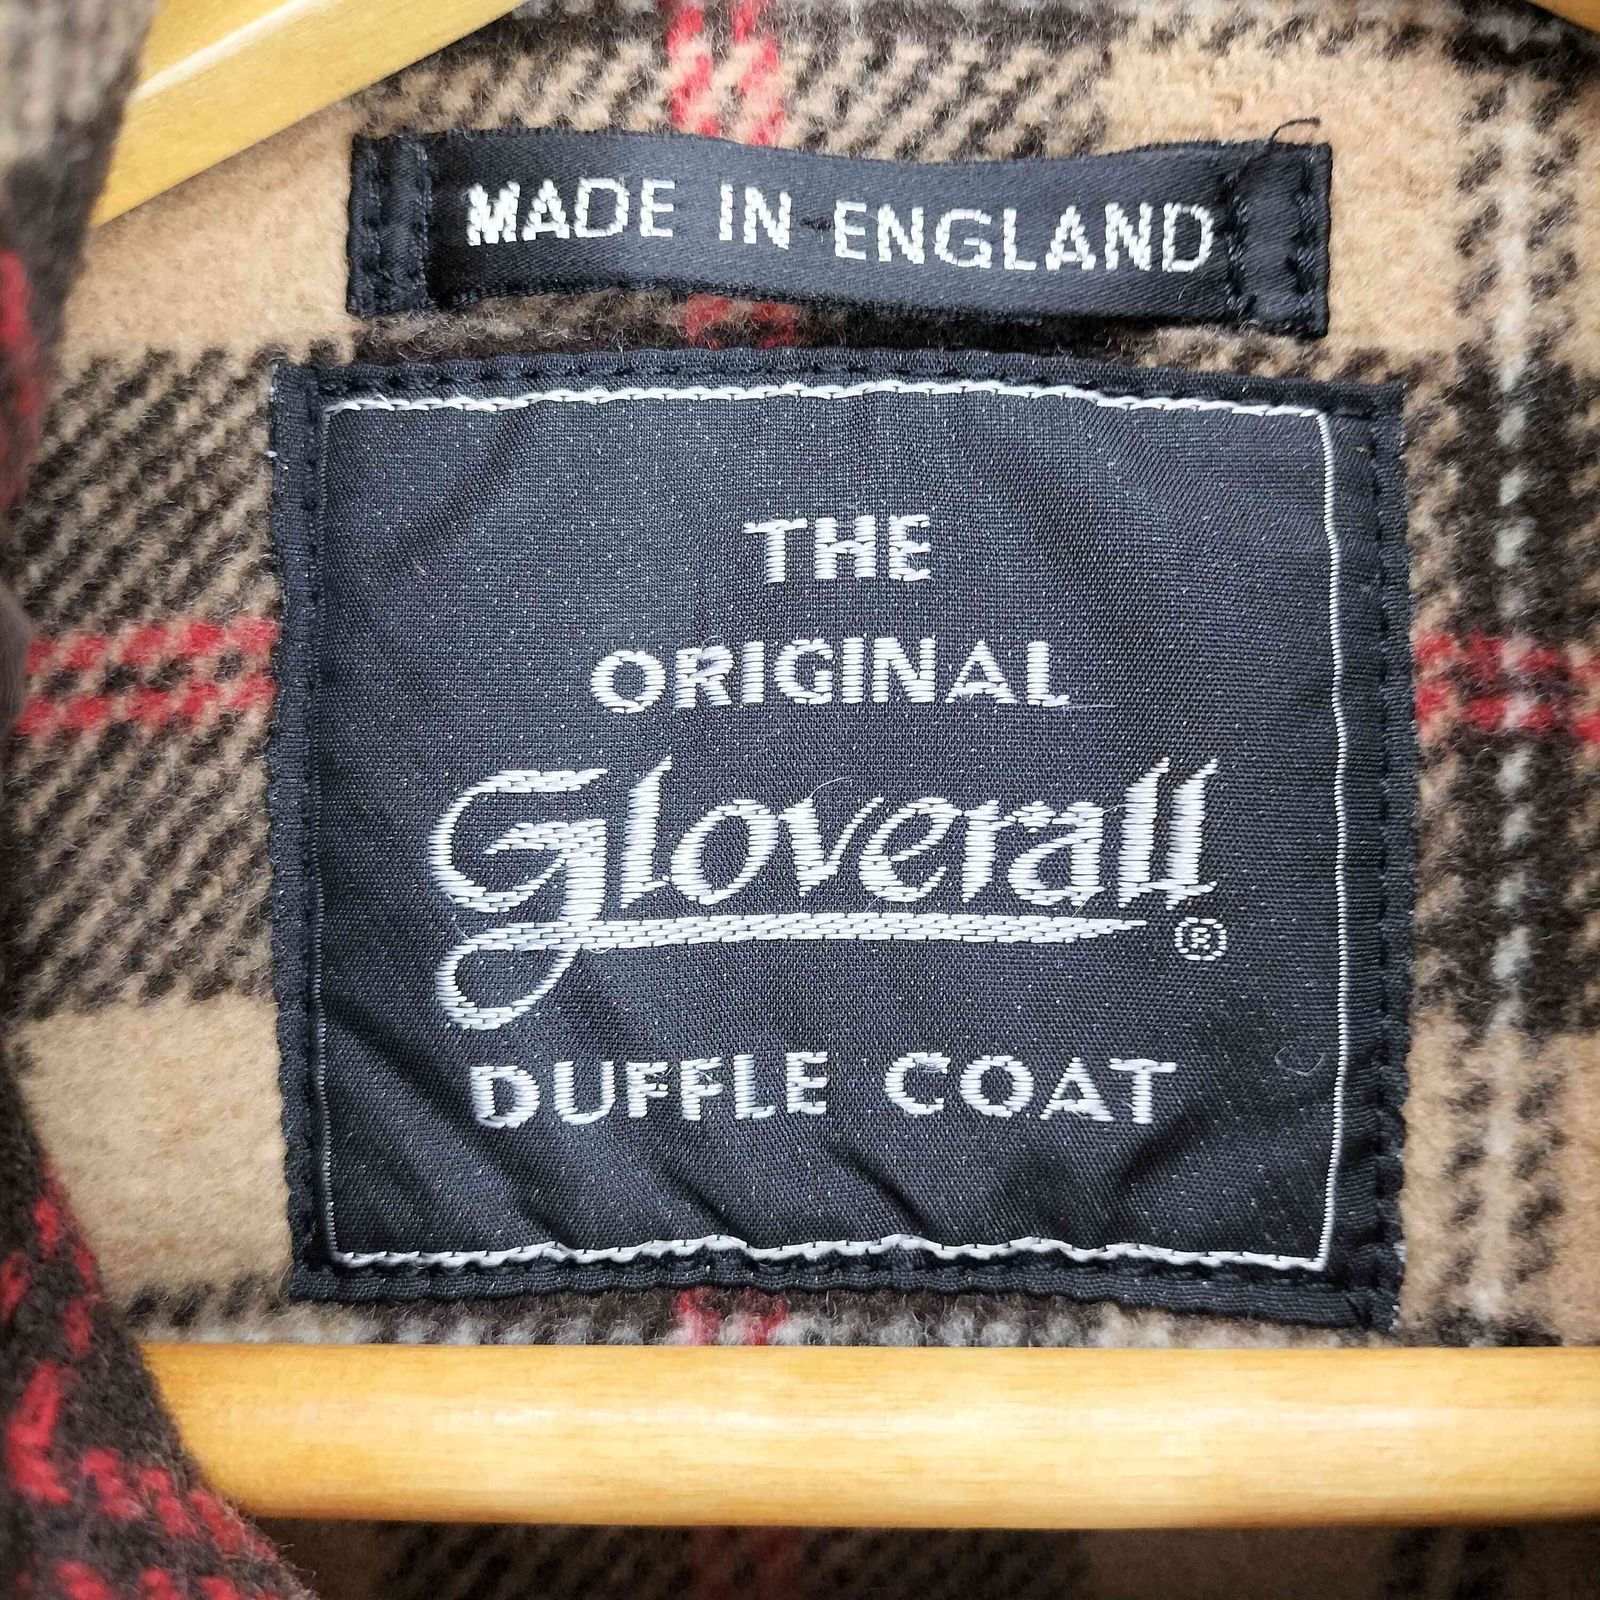 MADE IN ENGLAND
THE
ORIGINAL
Gloverall®
DUFFLE COAT